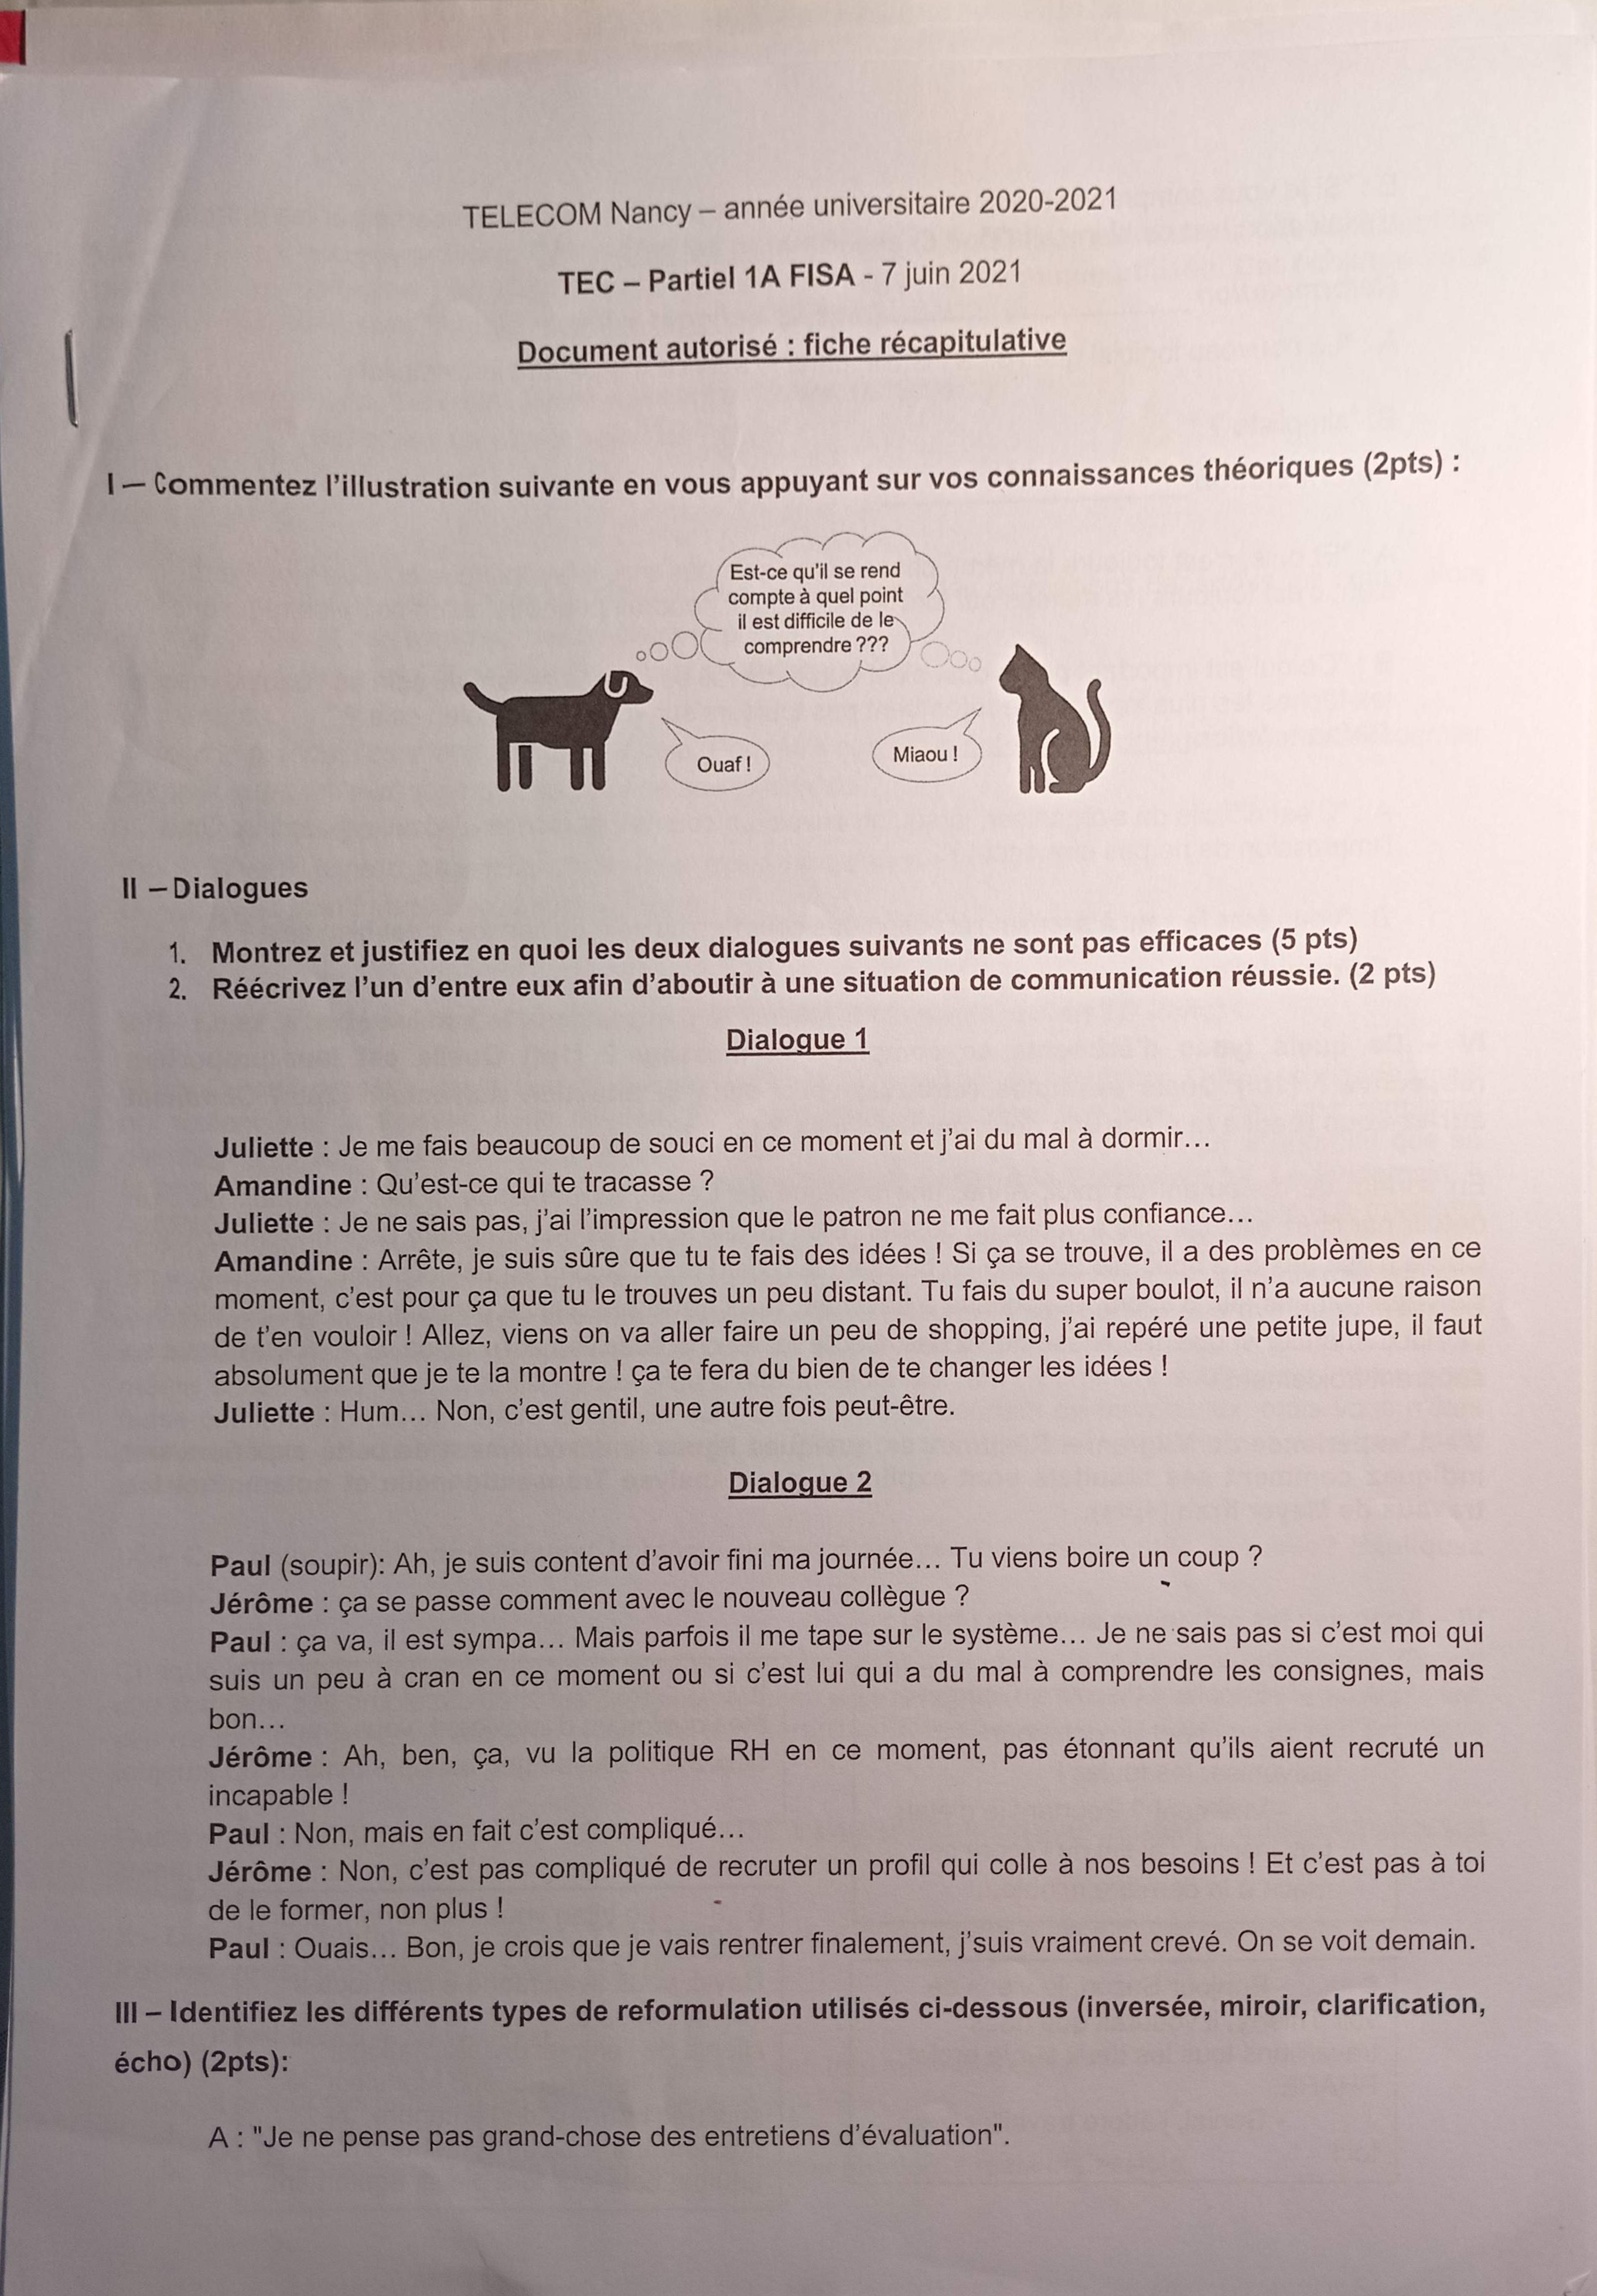 TELECOM Nancy – année universitaire 2020-2021
TEC – Partiel 1A FISA - 7 juin 2021
Document autorisé : fiche récapitulative
I – Commentez l'illustration suivante en vous appuyant sur vos connaissances théoriques (2pts) :
Est-ce qu'il se rend
compte à quel point
il est difficile de le
comprendre ???
Ouaf !
Miaou !
II – Dialogues
1. Montrez et justifiez en quoi les deux dialogues suivants ne sont pas efficaces (5 pts)
2. Réécrivez l'un d'entre eux afin d'aboutir à une situation de communication réussie. (2 pts)
Dialogue 1
Juliette : Je me fais beaucoup de souci en ce moment et j'ai du mal à dormir…
Amandine : Qu'est-ce qui te tracasse ?
Juliette : Je ne sais pas, j'ai l'impression que le patron ne me fait plus confiance…
Amandine : Arrête, je suis sûre que tu te fais des idées ! Si ça se trouve, il a des problèmes en ce
moment, c'est pour ça que tu le trouves un peu distant. Tu fais du super boulot, il n'a aucune raison
de t'en vouloir ! Allez, viens on va aller faire un peu de shopping, j'ai repéré une petite jupe, il faut
absolument que je te la montre ! ça te fera du bien de te changer les idées !
Juliette : Hum… Non, c'est gentil, une autre fois peut-être.
Dialogue 2
Paul (soupir): Ah, je suis content d'avoir fini ma journée… Tu viens boire un coup ?
Jérôme : ça se passe comment avec le nouveau collègue ?
Paul : ça va, il est sympa… Mais parfois il me tape sur le système… Je ne sais pas si c'est moi qui
suis un peu à cran en ce moment ou si c'est lui qui a du mal à comprendre les consignes, mais
bon…
Jérôme : Ah, ben, ça, vu la politique RH en ce moment, pas étonnant qu'ils aient recruté un
incapable !
Paul : Non, mais en fait c'est compliqué…
Jérôme : Non, c'est pas compliqué de recruter un profil qui colle à nos besoins ! Et c'est pas à toi
de le former, non plus !
Paul : Ouais… Bon, je crois que je vais rentrer finalement, j'suis vraiment crevé. On se voit demain.
III – Identifiez les différents types de reformulation utilisés ci-dessous (inversée, miroir, clarification,
écho) (2pts):
A : "Je ne pense pas grand-chose des entretiens d'évaluation".